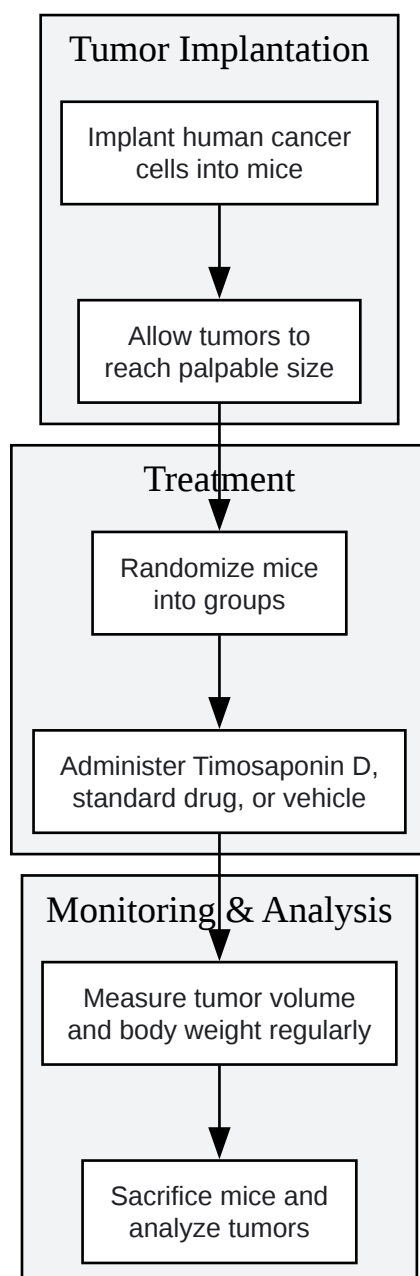 Tumor Implantation
Implant human cancer
cells into mice
Allow tumors to
reach palpable size
Treatment
Randomize mice
into groups
Administer Timosaponin D,
standard drug, or vehicle
Monitoring & Analysis
Measure tumor volume
and body weight regularly
Sacrifice mice and
analyze tumors